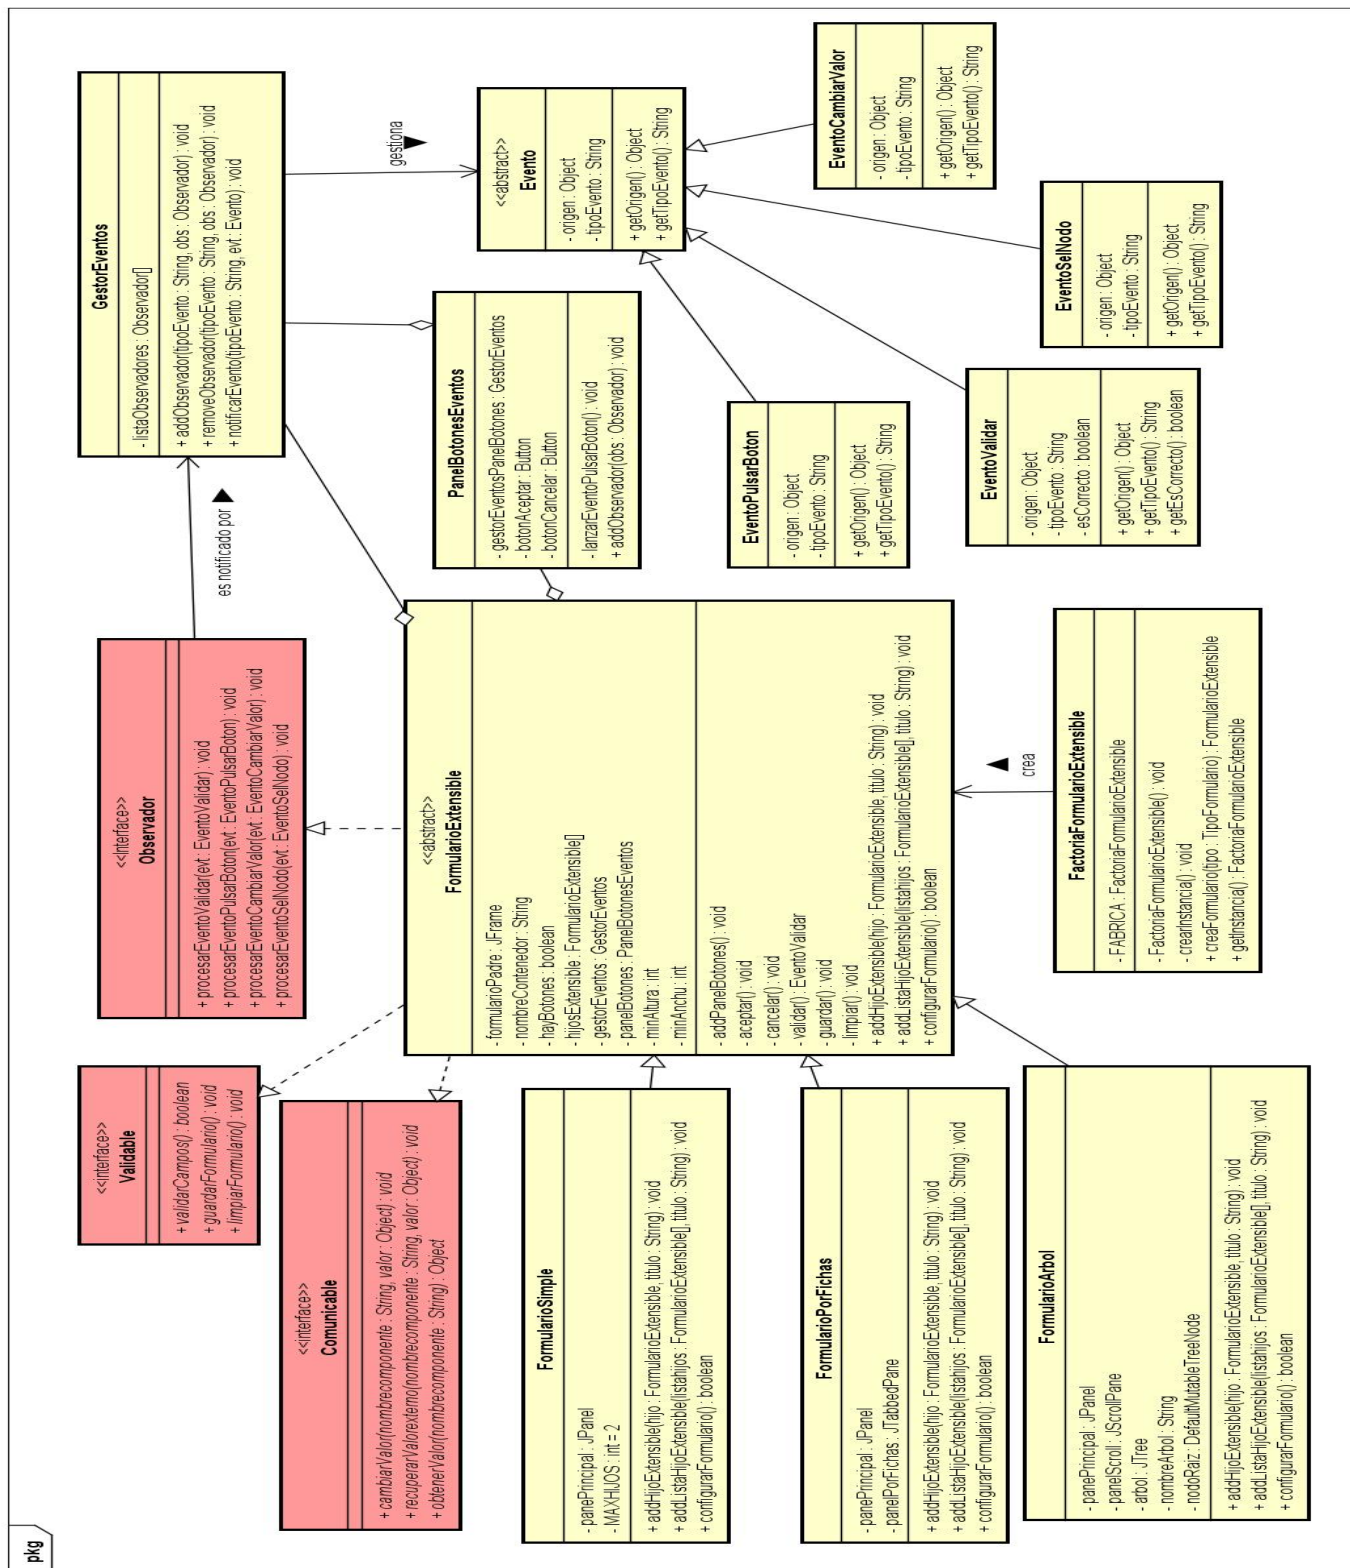 pkg
<<interface>>
Validable
+ validarCampos() : boolean
+ guardarFormulario() : void
+ limpiarFormulario() : void
<<interface>>
Comunicable
+ cambiarValor(nombrecomponente : String, valor : Object) : void
+ recuperarValorexterno(nombrecomponente : String, valor : Object) : void
+ obtenerValor(nombrecomponente : String) : Object
<<Interface>>
Observador
+ procesarEventoValidar(evt : EventoValidar) : void
+ procesarEventoPulsarBoton(evt : EventoPulsarBoton) : void
+ procesarEventoCambiarValor(evt : EventoCambiarValor) : void
+ procesarEventoSelNodo(evt : EventoSelNodo) : void
es notificado por
GestorEventos
- listaObservadores : Observador[]
+ addObservador(tipoEvento : String, obs : Observador) : void
+ removeObservador(tipoEvento : String, obs : Observador) : void
+ notificarEvento(tipoEvento : String, evt : Evento) : void
gestiona
FormularioSimple
- panePrincipal : JPanel
- MAXHIJOS : int = 2
+ addHijoExtensible(hijo : FormularioExtensible, titulo : String) : void
+ addListaHijoExtensible(listahijos : FormularioExtensible[], titulo : String) : void
+ configurarFormulario() : boolean
FormularioPorFichas
- panePrincipal : JPanel
- panelPorFichas : JTabbedPane
+ addHijoExtensible(hijo : FormularioExtensible, titulo : String) : void
+ addListaHijoExtensible(listahijos : FormularioExtensible[], titulo : String) : void
+ configurarFormulario() : boolean
FormularioArbol
- panePrincipal : JPanel
- panelScroll : JScrollPane
- arbol : JTree
- nombreArbol : String
- nodoRaiz : DefaultMutableTreeNode
+ addHijoExtensible(hijo : FormularioExtensible, titulo : String) : void
+ addListaHijoExtensible(listahijos : FormularioExtensible[], titulo : String) : void
+ configurarFormulario() : boolean
<<abstract>>
FormularioExtensible
- formularioPadre : JFrame
- nombreContenedor : String
- hayBotones : boolean
- hijosExtensible : FormularioExtensible[]
- gestorEventos : GestorEventos
- panelBotones : PanelBotonesEventos
- minAltura : int
- minAnchu : int
- addPanelBotones() : void
- aceptar() : void
- cancelar() : void
- validar() : EventoValidar
- guardar() : void
- limpiar() : void
+ addHijoExtensible(hijo : FormularioExtensible, titulo : String) : void
+ addListaHijoExtensible(listahijos : FormularioExtensible[], titulo : String) : void
+ configurarFormulario() : boolean
crea
FactoriaFormularioExtensible
- FABRICA : FactoriaFormularioExtensible
- FactoriaFormularioExtensible() : void
- crearInstancia() : void
+ creaFormulario(tipo : TipoFormulario) : FormularioExtensible
+ getInstancia() : FactoriaFormularioExtensible
PanelBotonesEventos
- gestorEventosPanelBotones : GestorEventos
- botonAceptar : Button
- botonCancelar : Button
- lanzarEventoPulsarBoton() : void
+ addObservador(obs : Observador) : void
<<abstract>>
Evento
- origen : Object
- tipoEvento : String
+ getOrigen() : Object
+ getTipoEvento() : String
EventoPulsarBoton
- origen : Object
- tipoEvento : String
+ getOrigen() : Object
+ getTipoEvento() : String
EventoValidar
- origen : Object
- tipoEvento : String
- esCorrecto : boolean
+ getOrigen() : Object
+ getTipoEvento() : String
+ getEsCorrecto() : boolean
EventoSelNodo
- origen : Object
- tipoEvento : String
+ getOrigen() : Object
+ getTipoEvento() : String
EventoCambiarValor
- origen : Object
- tipoEvento : String
+ getOrigen() : Object
+ getTipoEvento() : String